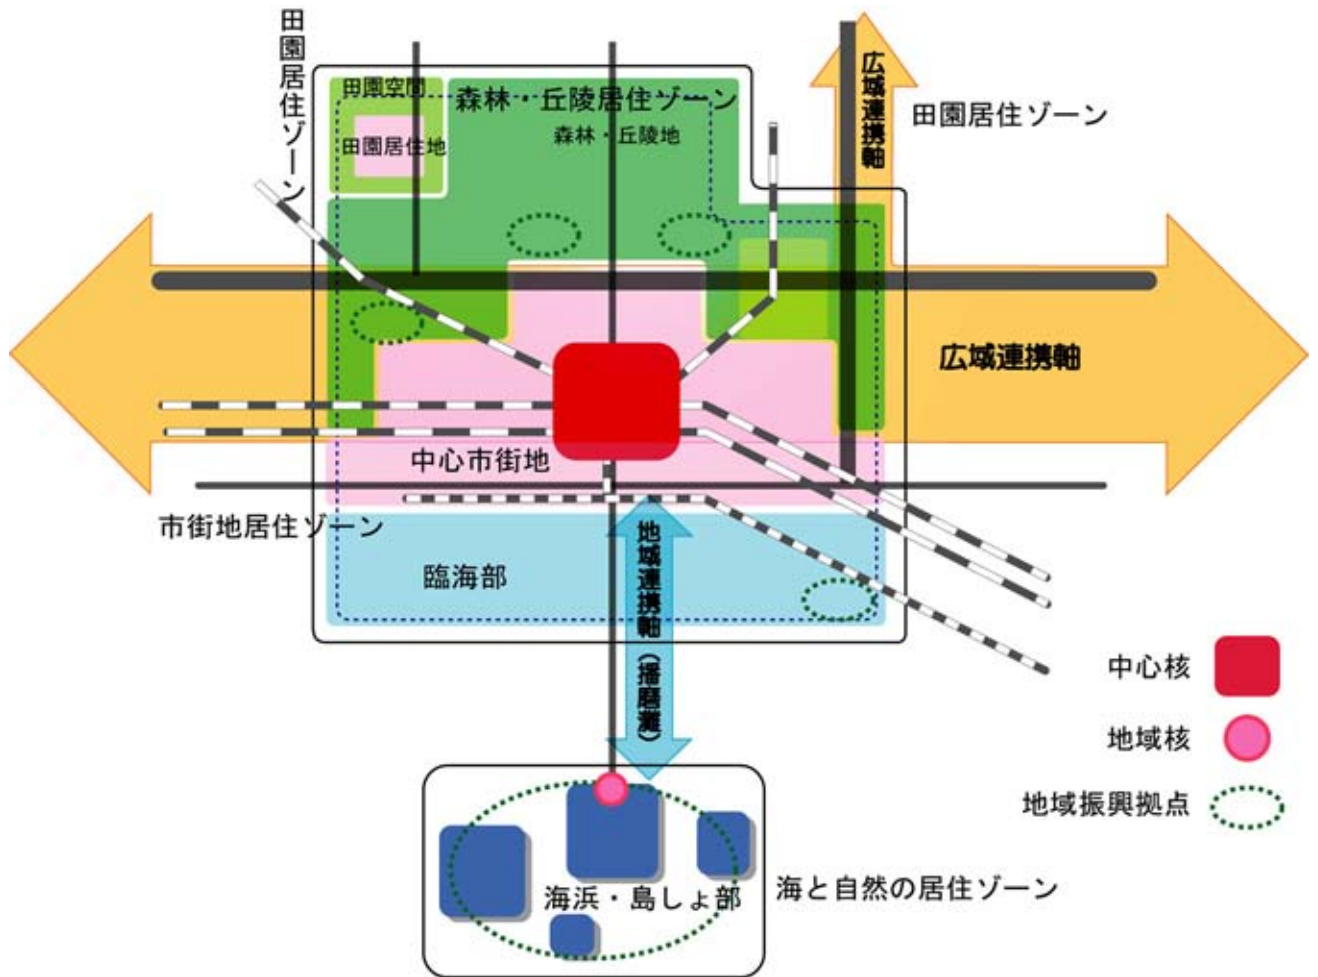 田園居住ゾーン
田園空間
森林・丘陵居住ゾーン
田園居住地
森林・丘陵地
広域連携軸
田園居住ゾーン
広域連携軸
中心市街地
市街地居住ゾーン
臨海部
地域連携軸（播磨灘）
中心核
地域核
地域振興拠点
海浜・島しょ部
海と自然の居住ゾーン